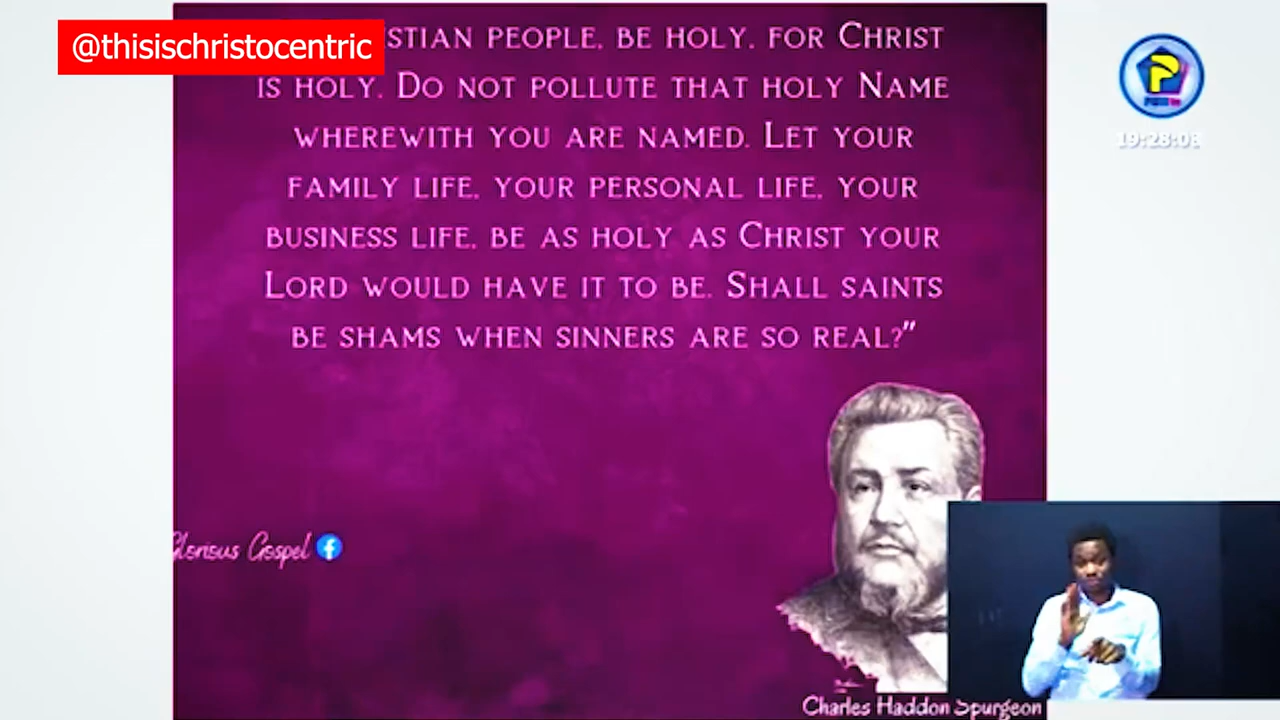 @thisischristocentric
STIAN PEOPLE, BE HOLY, FOR CHRIST
IS HOLY. DO NOT POLLUTE THAT HOLY NAME
WHEREWITH YOU ARE NAMED. LET YOUR
FAMILY LIFE, YOUR PERSONAL LIFE, YOUR
BUSINESS LIFE, BE AS HOLY AS CHRIST YOUR
LORD WOULD HAVE IT TO BE. SHALL SAINTS
BE SHAMS WHEN SINNERS ARE SO REAL?"
Glorious Gospel
Charles Haddon Spurgeon
P